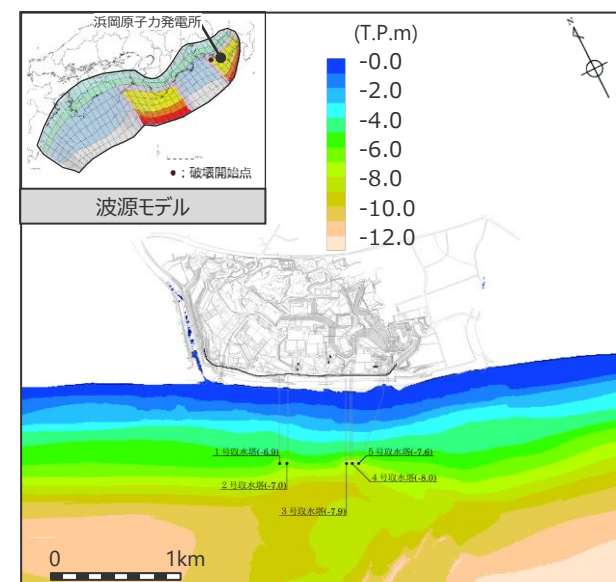 浜岡原子力発電所
●：破壊開始点
波源モデル
(T.P.m)
-0.0
-2.0
-4.0
-6.0
-8.0
-10.0
-12.0
N
1号取水塔(-6.9)
2号取水塔(-7.0)
3号取水塔(-7.9)
5号取水塔(-7.6)
4号取水塔(-8.0)
0 1km